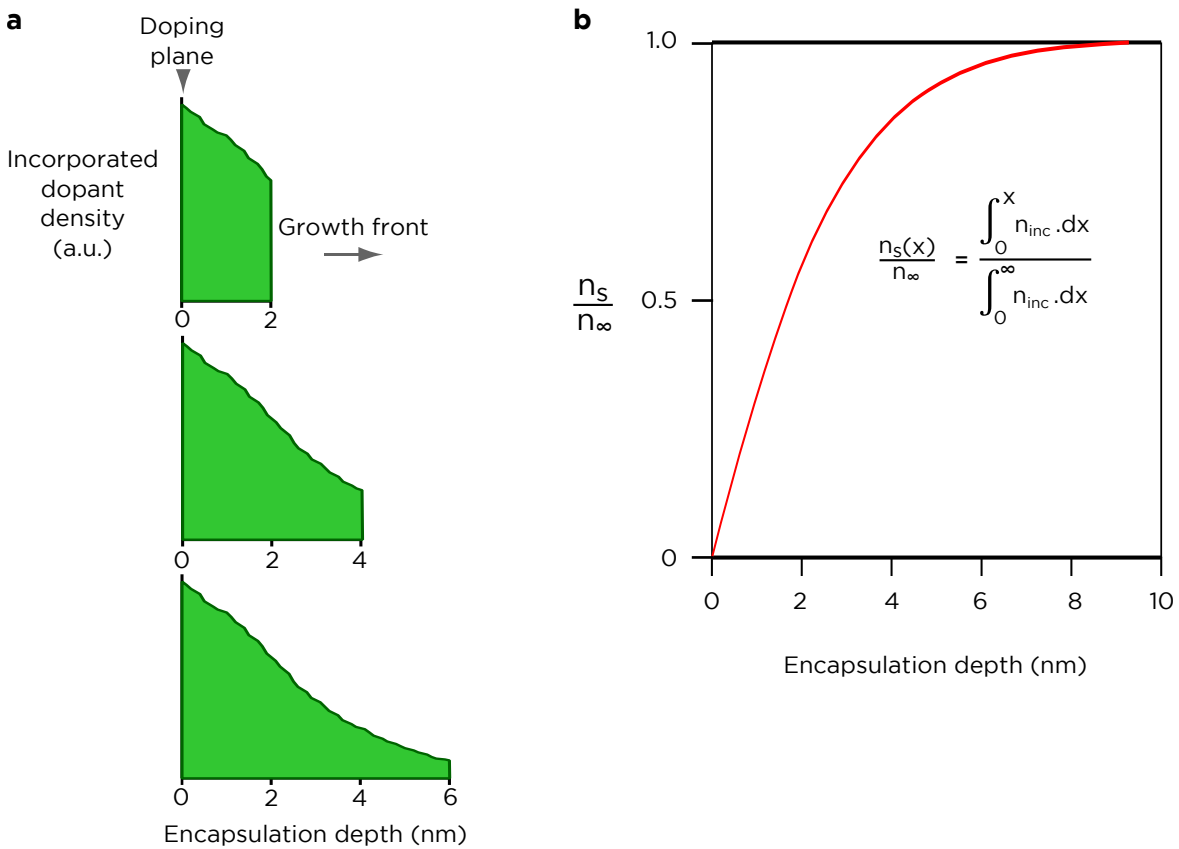 a
Doping
plane
Incorporated
dopant
density
(a.u.)
Growth front
0 2
0 2 4
0 2 4 6
Encapsulation depth (nm)
b
1.0
0.5
0
n_s
n_∞
n_s(x)
n_∞
=
∫_0^x n_inc .dx
∫_0^∞ n_inc .dx
0 2 4 6 8 10
Encapsulation depth (nm)